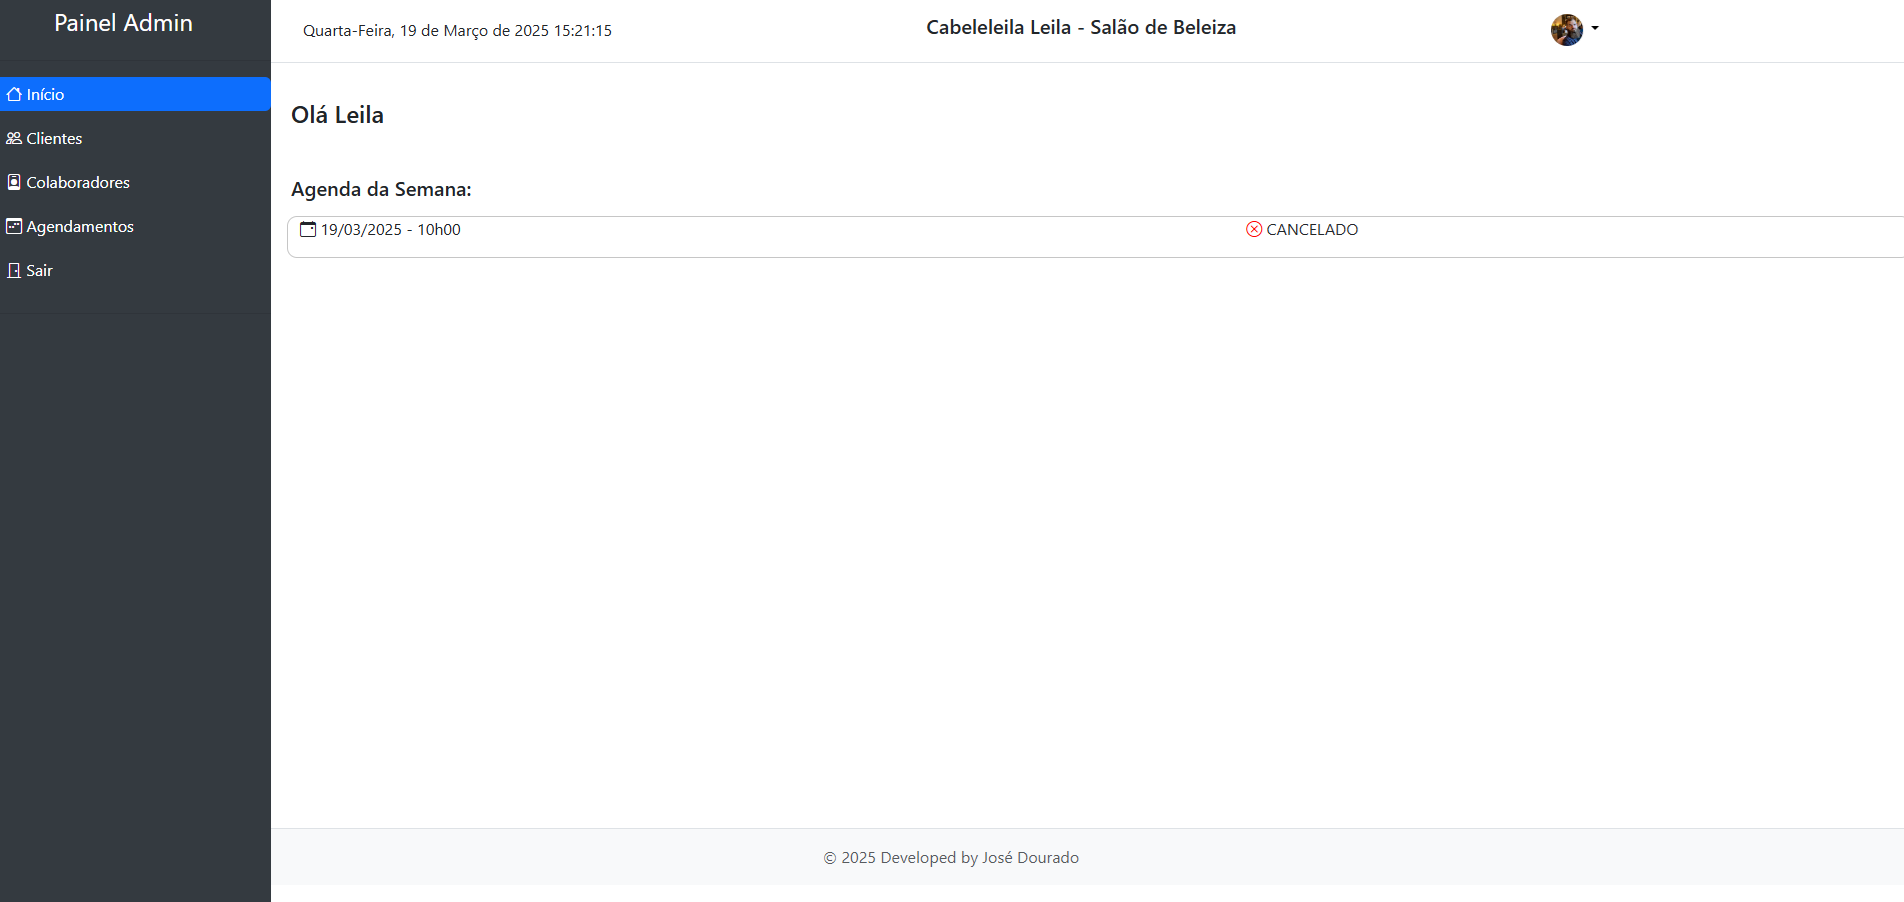 Painel Admin
Quarta-Feira, 19 de Março de 2025 15:21:15
Cabeleleila Leila - Salão de Beleiza
Início
Clientes
Colaboradores
Agendamentos
Sair
Olá Leila
Agenda da Semana:
19/03/2025 - 10h00
CANCELADO
© 2025 Developed by José Dourado